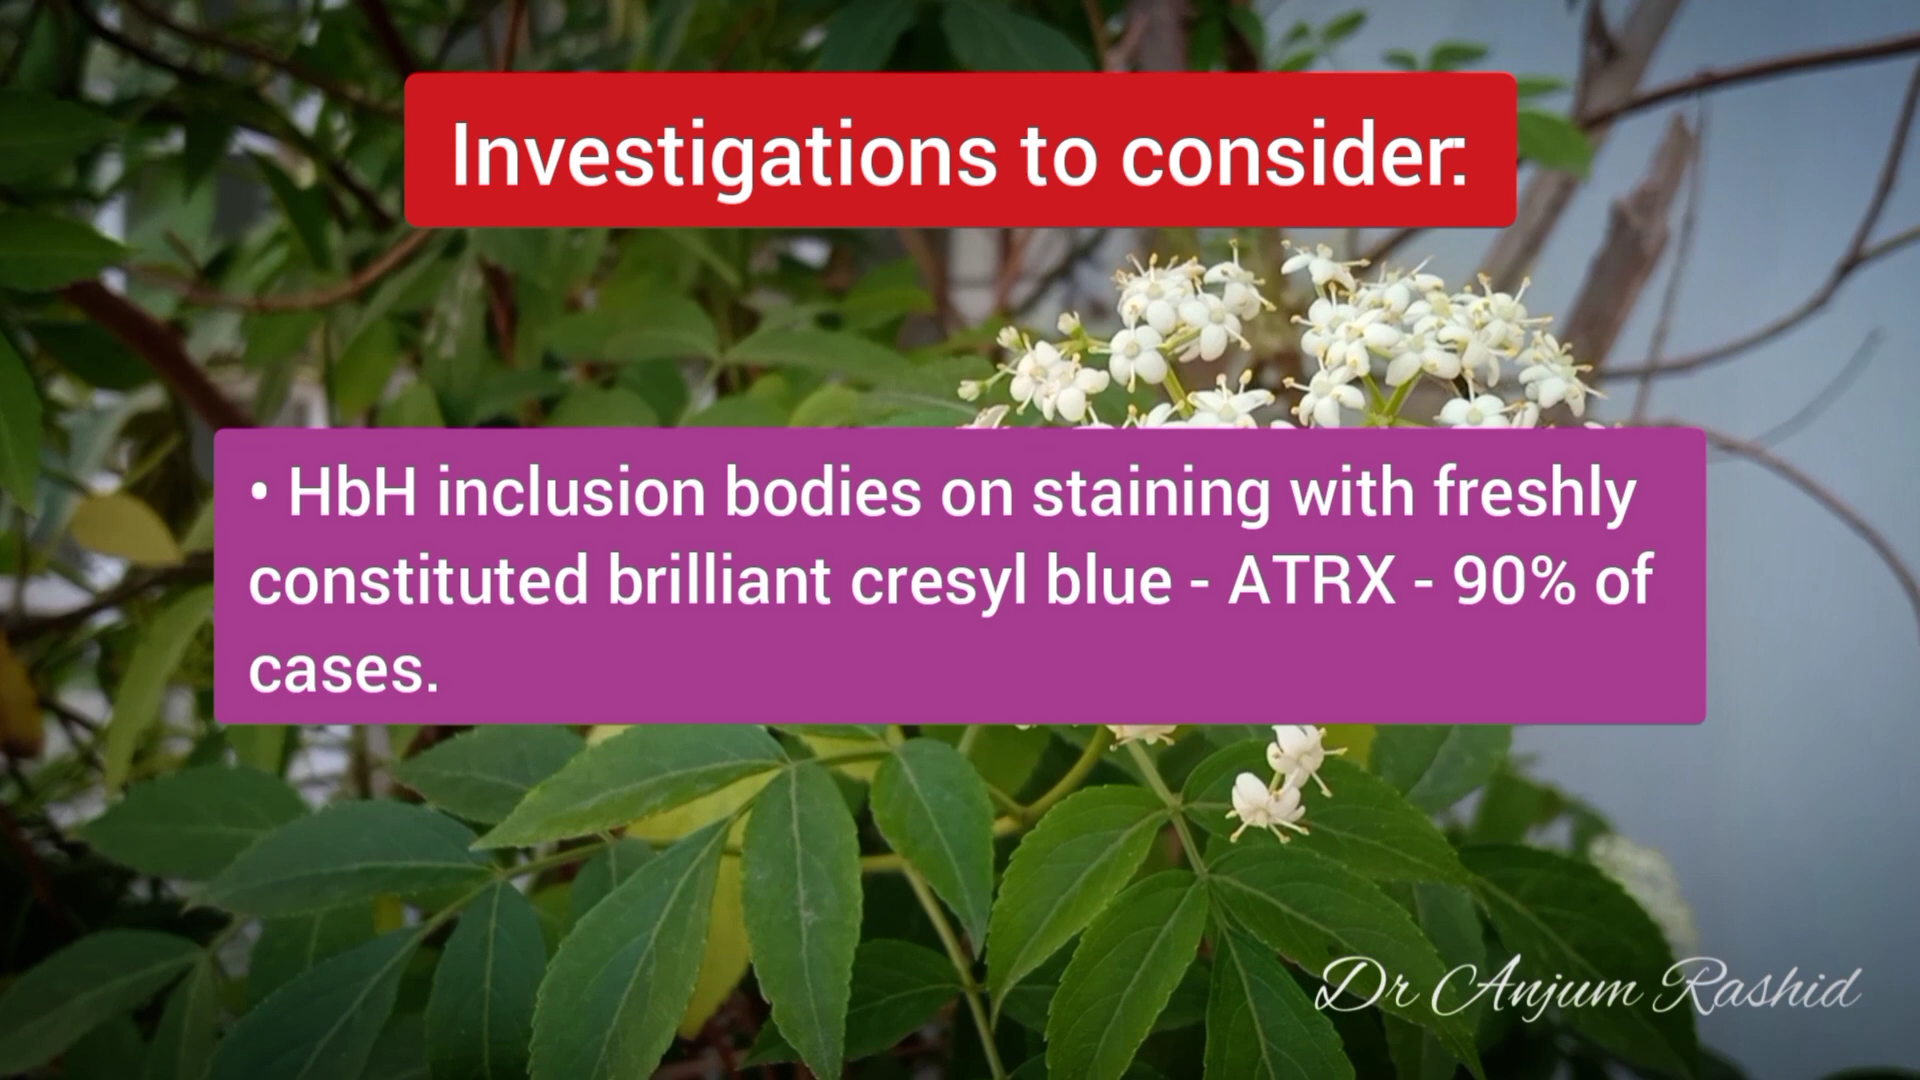 Investigations to consider:
• HbH inclusion bodies on staining with freshly
constituted brilliant cresyl blue - ATRX - 90% of
cases.
Dr Anjum Rashid